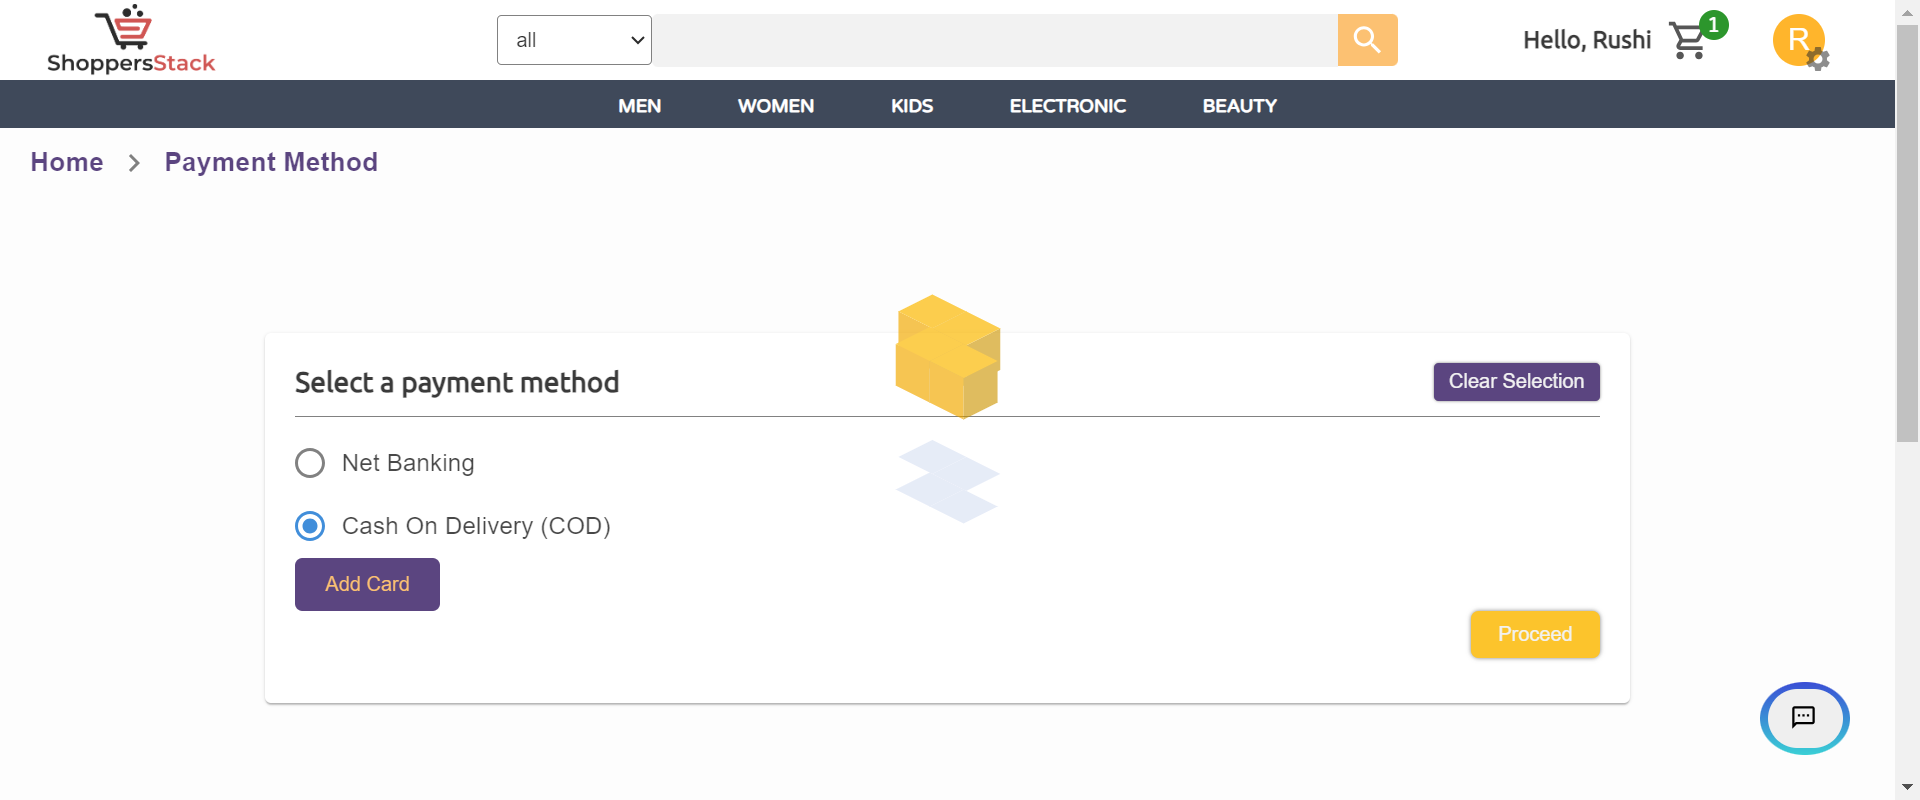 ShoppersStack
all
Hello, Rushi
1
R
MEN WOMEN KIDS ELECTRONIC BEAUTY
Home > Payment Method
Select a payment method
Clear Selection
Net Banking
Cash On Delivery (COD)
Add Card
Proceed